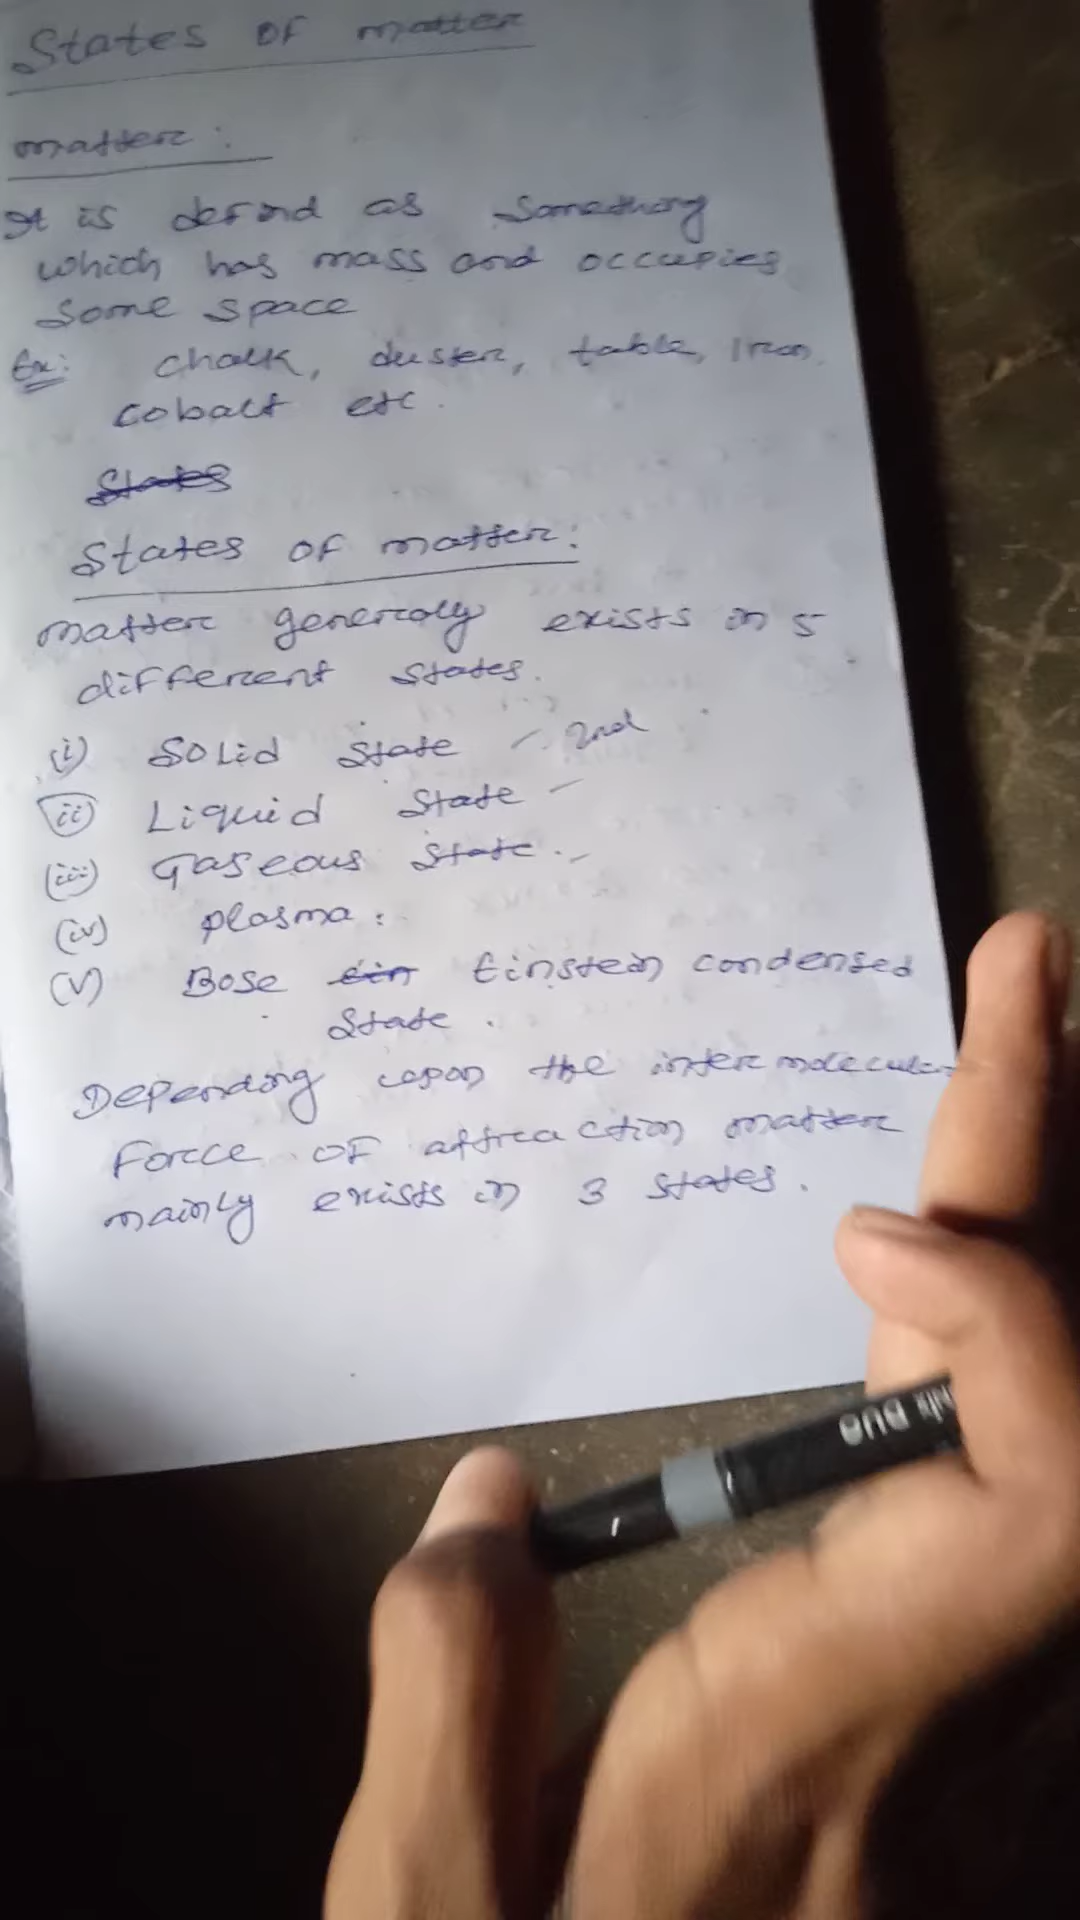 States of matter
matter:
It is defind as something
which has mass and occupies
some space
Ex: chalk, duster, table, Iron,
cobalt etc.
States
States of matter:
matter generally exists in 5
different states.
(i) Solid state - 2nd
(ii) Liquid state -
(iii) Gaseous state. -
(iv) plasma:
(v) Bose ein Einstein condensed
state.
Depending upon the intermolecular
force of attraction matter
mainly exists in 3 states.
DUO